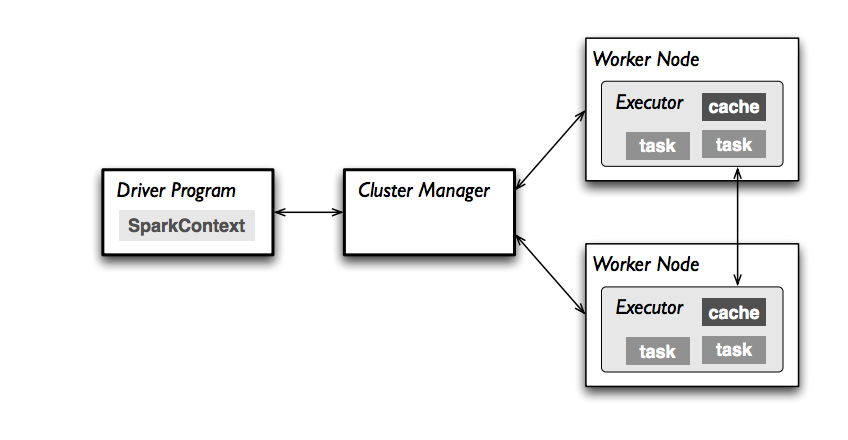 Driver Program
SparkContext
Cluster Manager
Worker Node
Executor
cache
task
task
Worker Node
Executor
cache
task
task